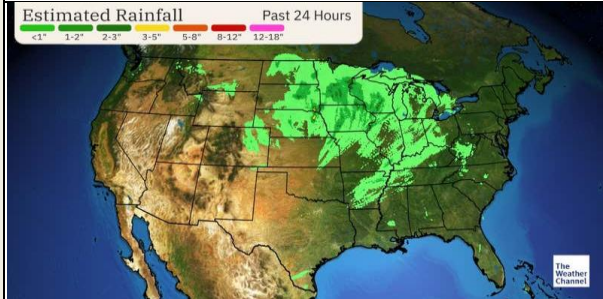 Estimated Rainfall Past 24 Hours
<1" 1-2" 2-3" 3-5" 5-8" 8-12" 12-18"
The
Weather
Channel